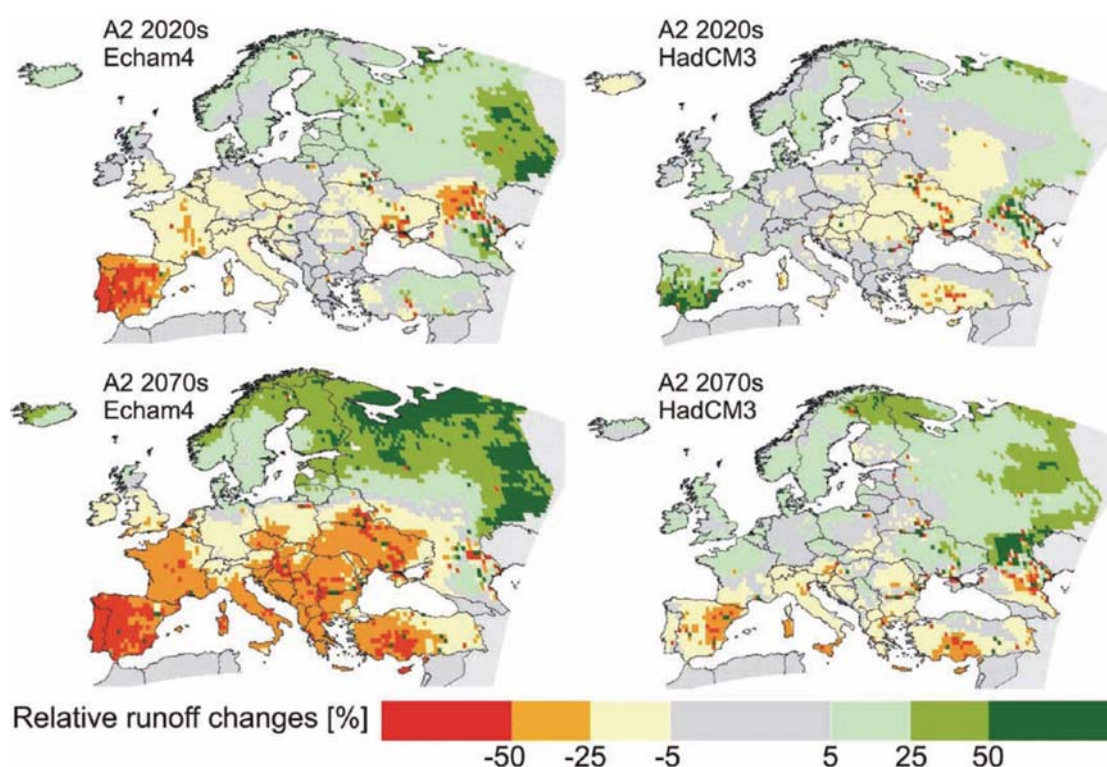 A2 2020s
Echam4
A2 2020s
HadCM3
A2 2070s
Echam4
A2 2070s
HadCM3
Relative runoff changes [%]
-50 -25 -5 5 25 50